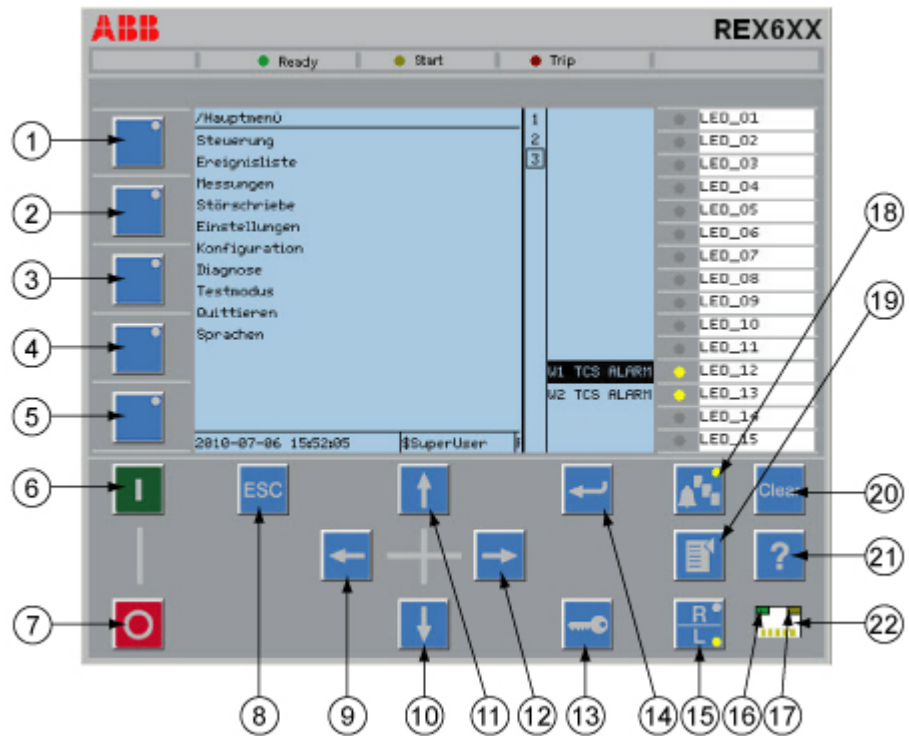 ABB
REX6XX
Ready
Start
Trip
/Hauptmenü
Steuerung
Ereignisliste
Messungen
Störschriebe
Einstellungen
Konfiguration
Diagnose
Testmodus
Quittieren
Sprachen
2010-07-06 15:52:05
$SuperUser
1
2
3
W1 TCS ALARM
W2 TCS ALARM
LED_01
LED_02
LED_03
LED_04
LED_05
LED_06
LED_07
LED_08
LED_09
LED_10
LED_11
LED_12
LED_13
LED_14
LED_15
ESC
Clear
?
R
L
1
2
3
4
5
6
7
8
9
10
11
12
13
14
15
16
17
18
19
20
21
22